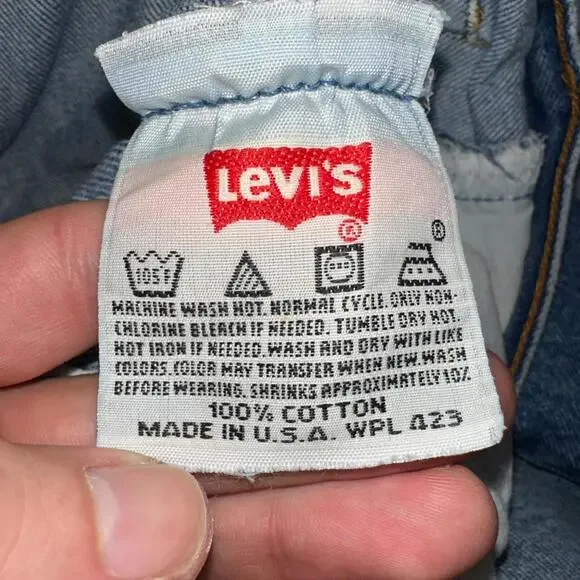 Levi's
®
105F
®
MACHINE WASH HOT. NORMAL CYCLE. ONLY NON-
CHLORINE BLEACH IF NEEDED. TUMBLE DRY HOT.
HOT IRON IF NEEDED. WASH AND DRY WITH LIKE
COLORS. COLOR MAY TRANSFER WHEN NEW. WASH
BEFORE WEARING. SHRINKS APPROXIMATELY 10%
100% COTTON
MADE IN U.S.A. WPL 423